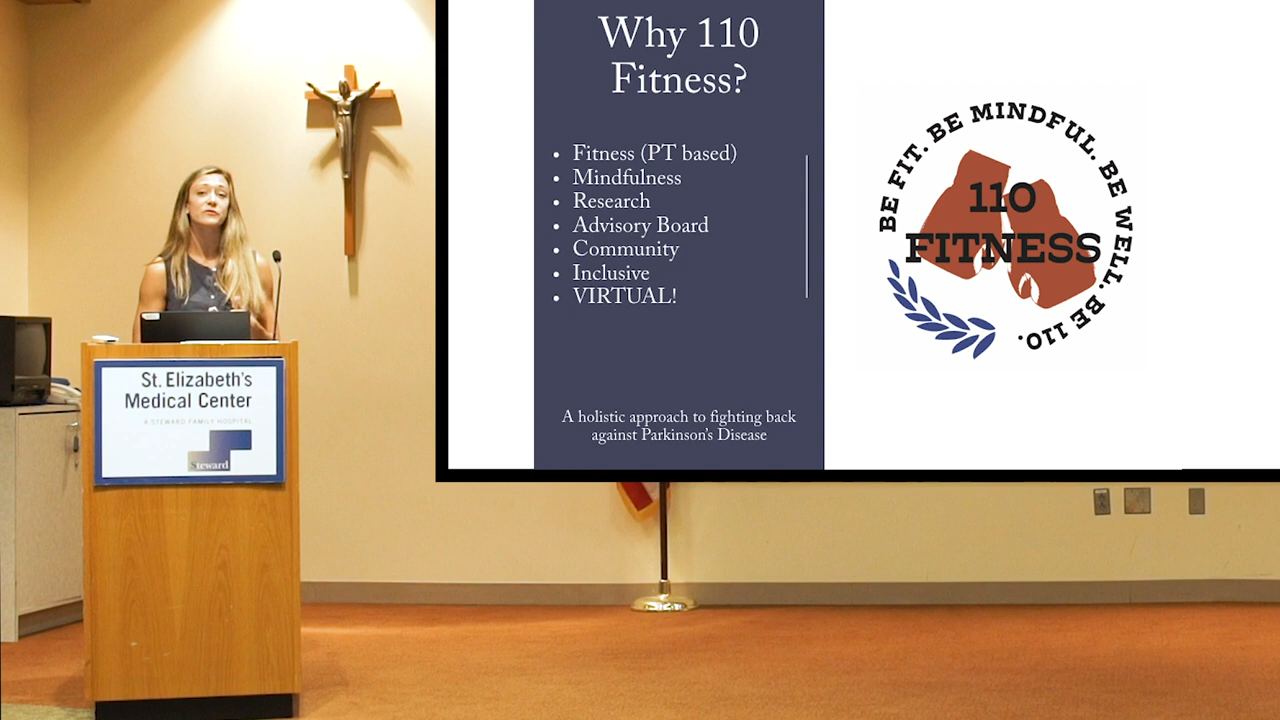 Why 110
Fitness?
• Fitness (PT based)
• Mindfulness
• Research
• Advisory Board
• Community
• Inclusive
• VIRTUAL!
A holistic approach to fighting back
against Parkinson's Disease
BE FIT. BE MINDFUL. BE WELL. BE 110.
110
FITNESS
St. Elizabeth's
Medical Center
A STEWARD FAMILY HOSPITAL
Steward